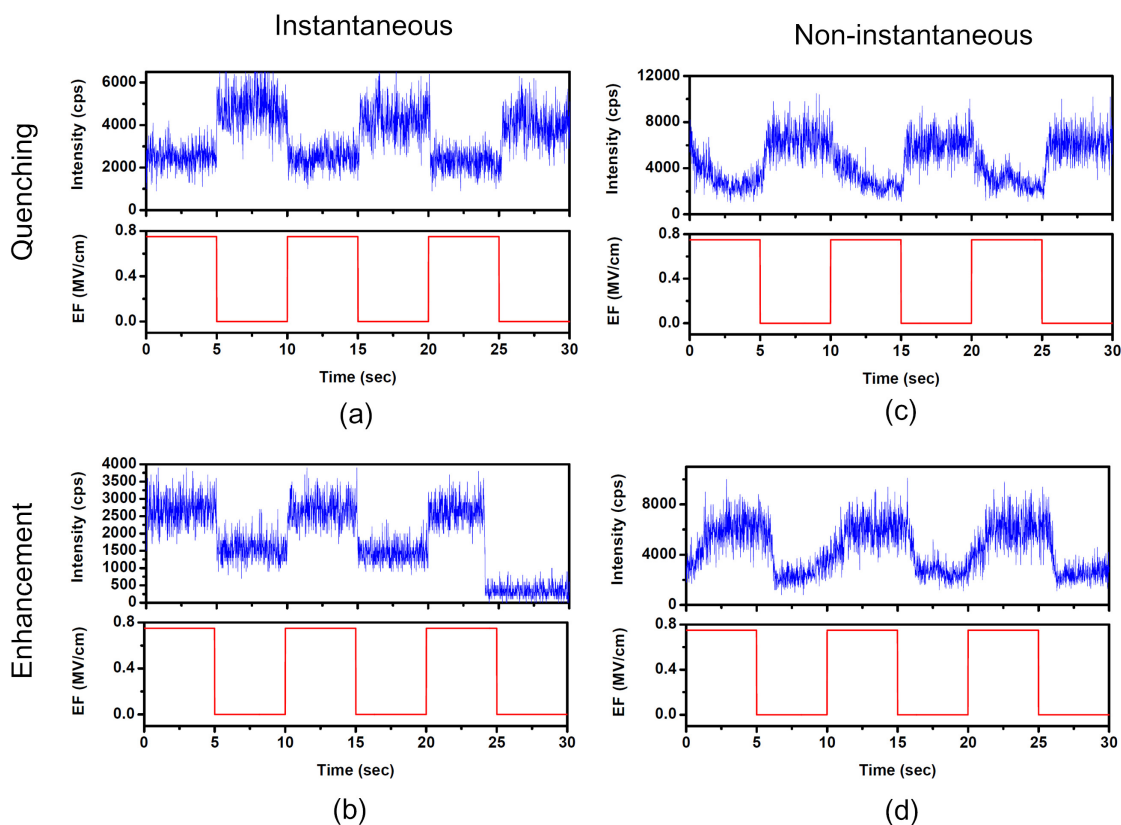 Instantaneous
Non-instantaneous
Quenching
Intensity (cps)
6000
4000
2000
0
EF (MV/cm)
0.8
0.4
0.0
0 5 10 15 20 25 30
Time (sec)
(a)
Intensity (cps)
12000
8000
4000
0
EF (MV/cm)
0.8
0.4
0.0
0 5 10 15 20 25 30
Time (sec)
(c)
Enhancement
Intensity (cps)
4000
3500
3000
2500
2000
1500
1000
500
0
EF (MV/cm)
0.8
0.4
0.0
0 5 10 15 20 25 30
Time (sec)
(b)
Intensity (cps)
8000
4000
0
EF (MV/cm)
0.8
0.4
0.0
0 5 10 15 20 25 30
Time (sec)
(d)